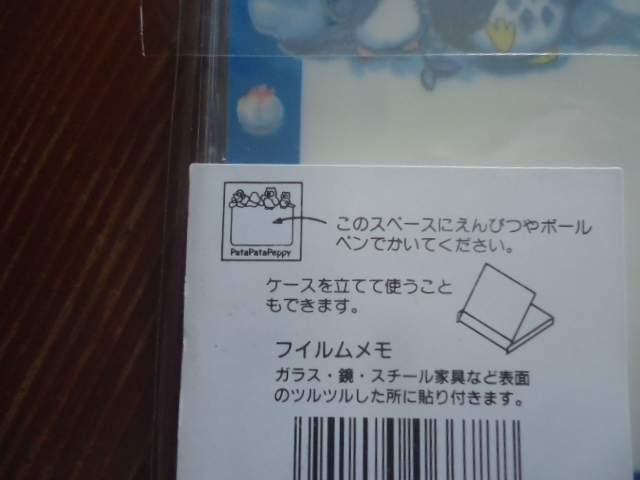 PataPataPeppy
このスペースにえんぴつやボール
ペンでかいてください。
ケースを立てて使うこと
もできます。
フイルムメモ
ガラス・鏡・スチール家具など表面
のツルツルした所に貼り付きます。